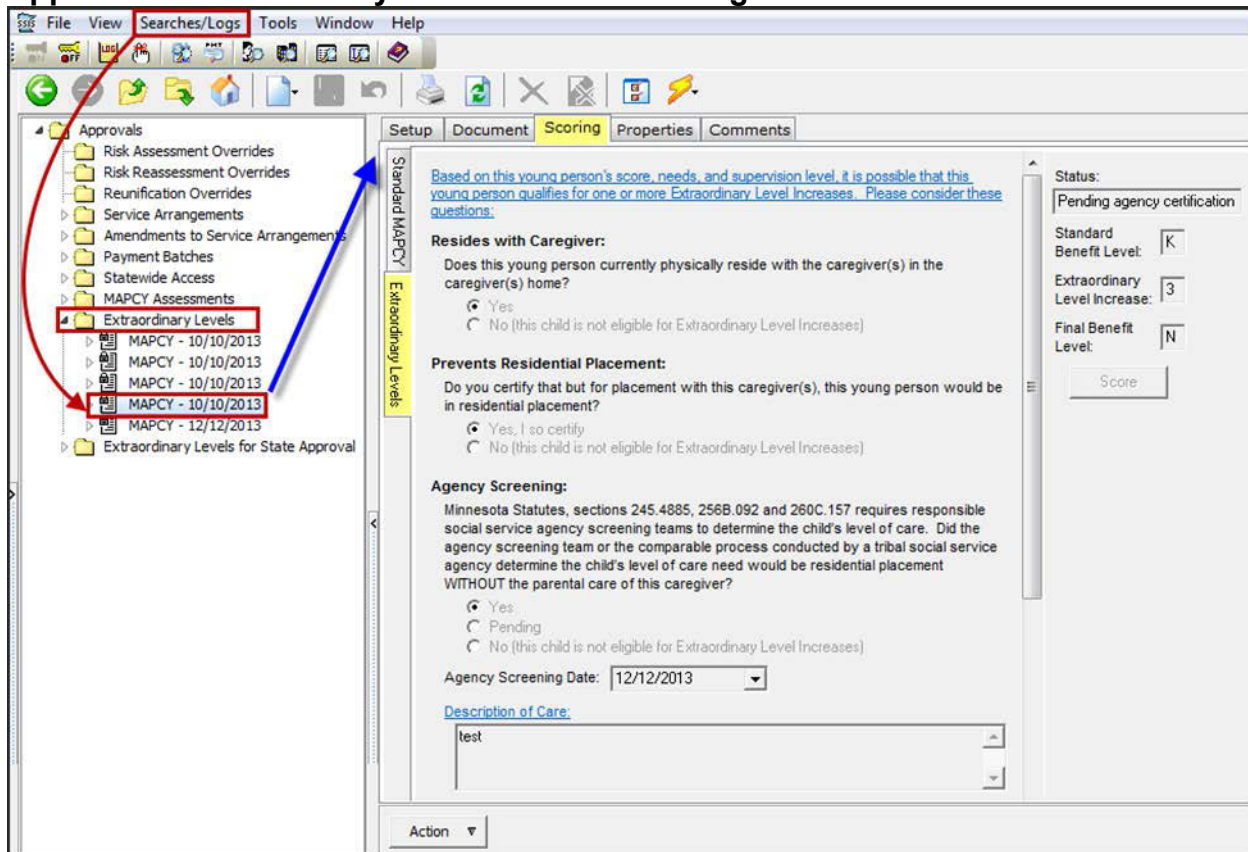 File View Searches/Logs Tools Window Help
OFF OFF LOG PMT
Approvals
Risk Assessment Overrides
Risk Reassessment Overrides
Reunification Overrides
Service Arrangements
Amendments to Service Arrangements
Payment Batches
Statewide Access
MAPCY Assessments
Extraordinary Levels
MAPCY - 10/10/2013
MAPCY - 10/10/2013
MAPCY - 10/10/2013
MAPCY - 10/10/2013
MAPCY - 12/12/2013
Extraordinary Levels for State Approval
Setup Document Scoring Properties Comments
Standard MAPCY
Extraordinary Levels
Based on this young person's score, needs, and supervision level, it is possible that this
young person qualifies for one or more Extraordinary Level Increases. Please consider these
questions:
Resides with Caregiver:
Does this young person currently physically reside with the caregiver(s) in the
caregiver(s) home?
Yes
No (this child is not eligible for Extraordinary Level Increases)
Prevents Residential Placement:
Do you certify that but for placement with this caregiver(s), this young person would be
in residential placement?
Yes, I so certify
No (this child is not eligible for Extraordinary Level Increases)
Agency Screening:
Minnesota Statutes, sections 245.4885, 256B.092 and 260C.157 requires responsible
social service agency screening teams to determine the child's level of care. Did the
agency screening team or the comparable process conducted by a tribal social service
agency determine the child's level of care need would be residential placement
WITHOUT the parental care of this caregiver?
Yes
Pending
No (this child is not eligible for Extraordinary Level Increases)
Agency Screening Date: 12/12/2013
Description of Care:
test
Status:
Pending agency certification
Standard
Benefit Level: K
Extraordinary
Level Increase: 3
Final Benefit
Level: N
Score
Action